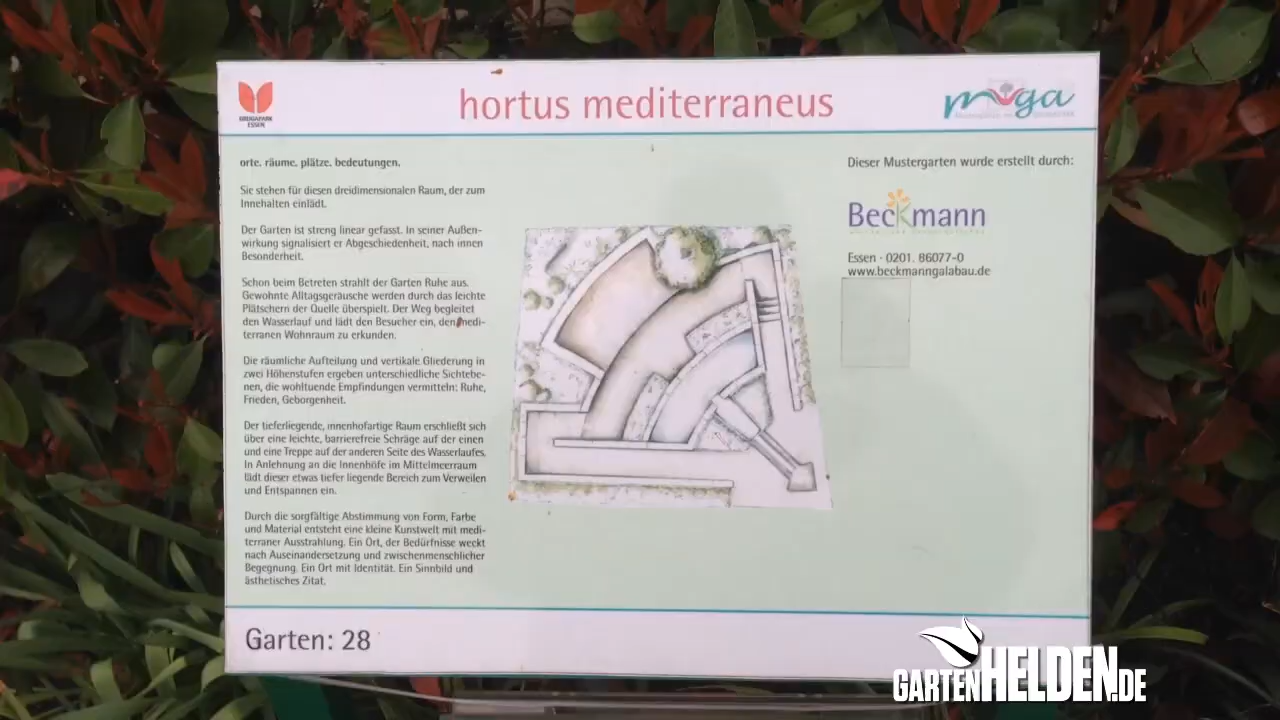 GRUGAPARK
ESSEN
hortus mediterraneus
mga
orte. räume. plätze. bedeutungen.
Sie stehen für diesen dreidimensionalen Raum, der zum
Innehalten einlädt.
Der Garten ist streng linear gefasst. In seiner Außen-
wirkung signalisiert er Abgeschiedenheit, nach innen
Besonderheit.
Schon beim Betreten strahlt der Garten Ruhe aus.
Gewohnte Alltagsgeräusche werden durch das leichte
Plätschern der Quelle überspielt. Der Weg begleitet
den Wasserlauf und lädt den Besucher ein, den medi-
terranen Wohnraum zu erkunden.
Die räumliche Aufteilung und vertikale Gliederung in
zwei Höhenstufen ergeben unterschiedliche Sichtebe-
nen, die wohltuende Empfindungen vermitteln: Ruhe,
Frieden, Geborgenheit.
Der tieferliegende, innenhofartige Raum erschließt sich
über eine leichte, barrierefreie Schräge auf der einen
und eine Treppe auf der anderen Seite des Wasserlaufes.
In Anlehnung an die Innenhöfe im Mittelmeerraum
lädt dieser etwas tiefer liegende Bereich zum Verweilen
und Entspannen ein.
Durch die sorgfältige Abstimmung von Form, Farbe
und Material entsteht eine kleine Kunstwelt mit medi-
terraner Ausstrahlung. Ein Ort, der Bedürfnisse weckt
nach Auseinandersetzung und zwischenmenschlicher
Begegnung. Ein Ort mit Identität. Ein Sinnbild und
ästhetisches Zitat.
Dieser Mustergarten wurde erstellt durch:
Beckmann
Essen · 0201. 86077-0
www.beckmanngalabau.de
Garten: 28
GARTENHELDEN.DE